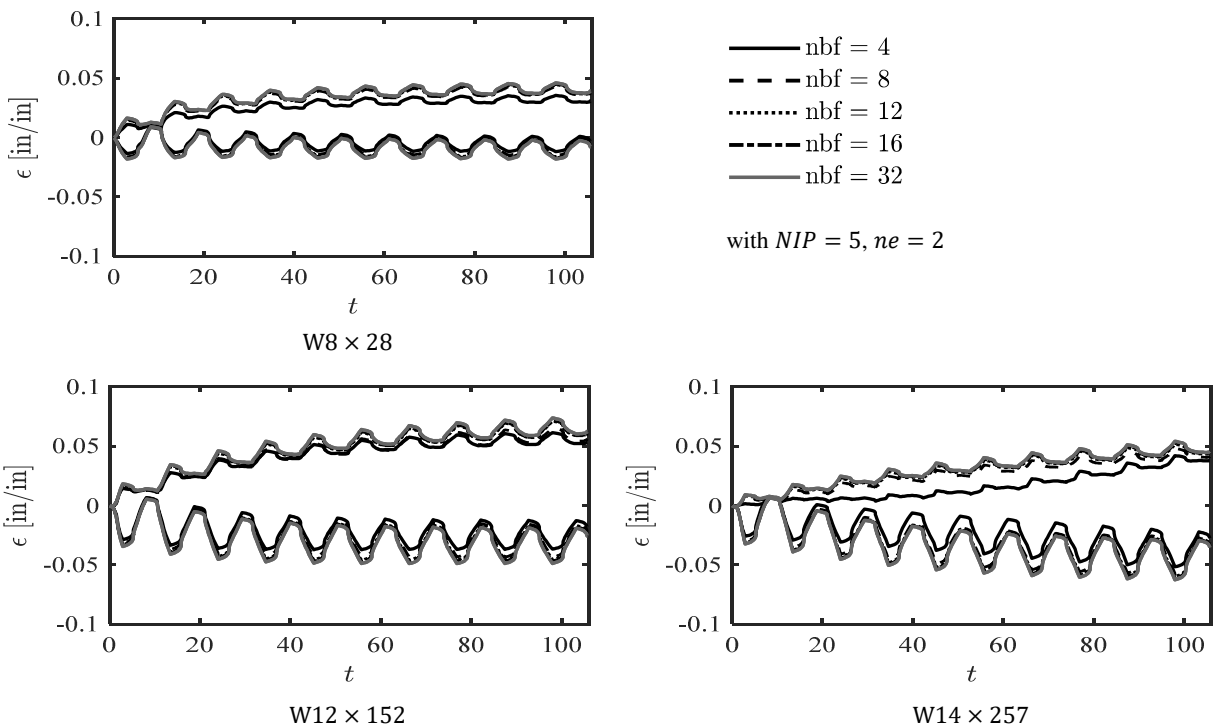 0.1
0.05
0
-0.05
-0.1
ϵ [in/in]
0 20 40 60 80 100
t
W8 × 28
nbf = 4
nbf = 8
nbf = 12
nbf = 16
nbf = 32
with NIP = 5, ne = 2
0.1
0.05
0
-0.05
-0.1
ϵ [in/in]
0 20 40 60 80 100
t
W12 × 152
0.1
0.05
0
-0.05
-0.1
ϵ [in/in]
0 20 40 60 80 100
t
W14 × 257